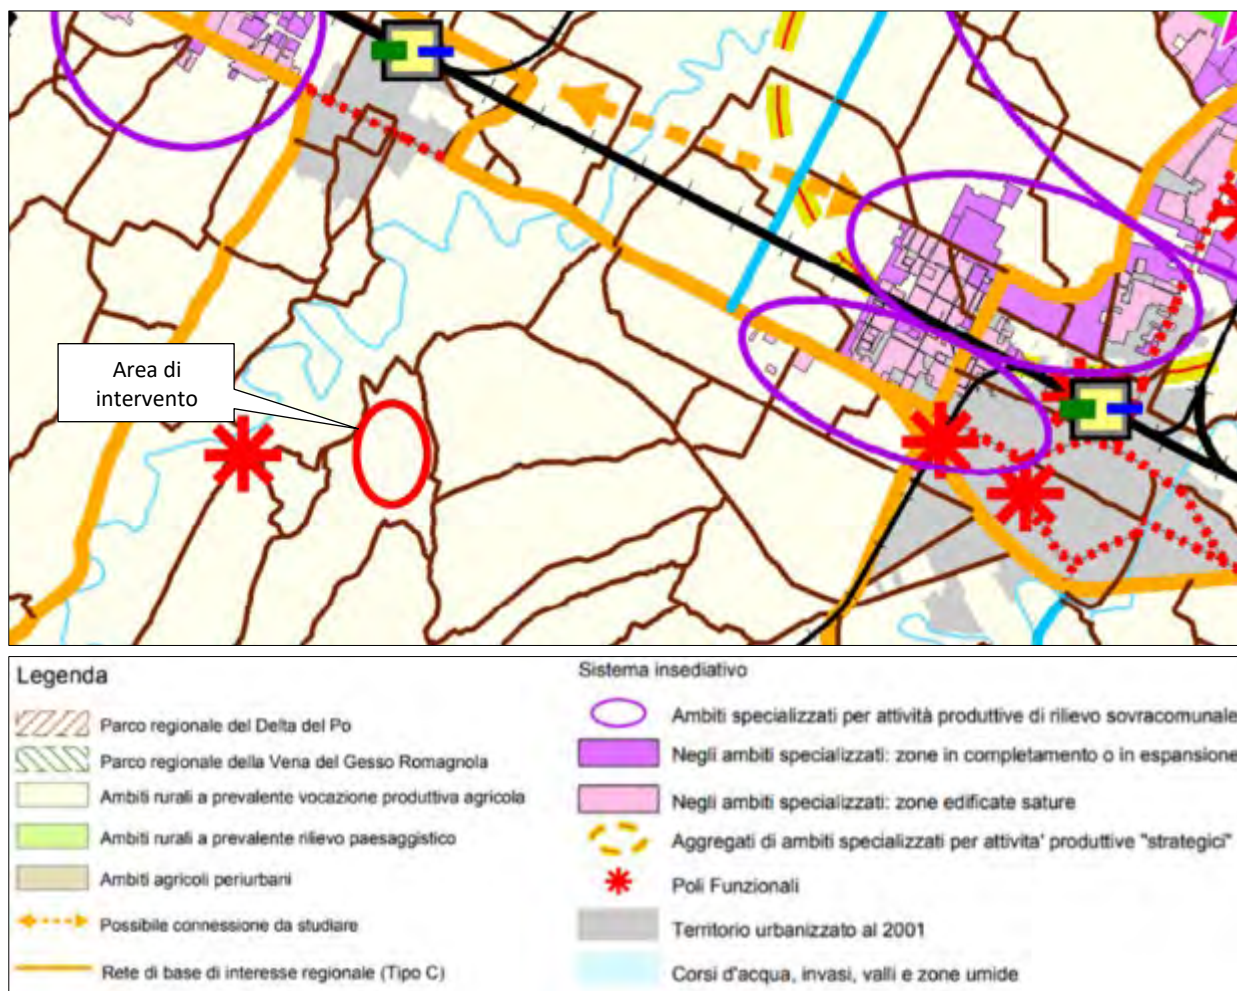 Area di
intervento
Legenda
Parco regionale del Delta del Po
Parco regionale della Vena del Gesso Romagnola
Ambiti rurali a prevalente vocazione produttiva agricola
Ambiti rurali a prevalente rilievo paesaggistico
Ambiti agricoli periurbani
Possibile connessione da studiare
Rete di base di interesse regionale (Tipo C)
Sistema insediativo
Ambiti specializzati per attività produttive di rilievo sovracomunale
Negli ambiti specializzati: zone in completamento o in espansione
Negli ambiti specializzati: zone edificate sature
Aggregati di ambiti specializzati per attivita' produttive "strategici"
Poli Funzionali
Territorio urbanizzato al 2001
Corsi d'acqua, invasi, valli e zone umide